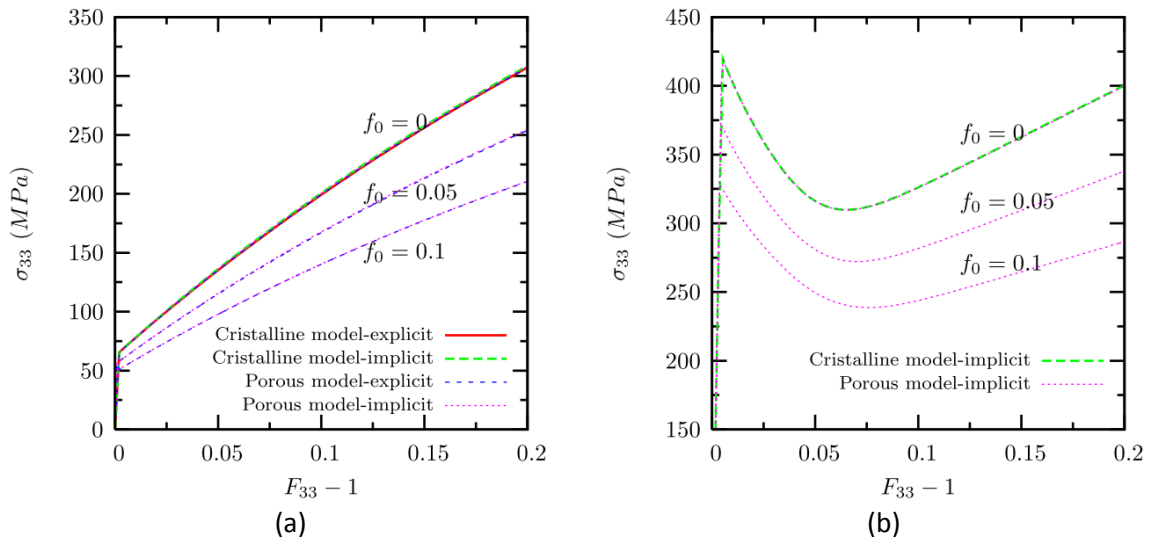 350
300
250
200
150
100
50
0
σ₃₃ (MPa)
f₀ = 0
f₀ = 0.05
f₀ = 0.1
Cristalline model-explicit
Cristalline model-implicit
Porous model-explicit
Porous model-implicit
0 0.05 0.1 0.15 0.2
F₃₃ − 1
(a)
450
400
350
300
250
200
150
σ₃₃ (MPa)
f₀ = 0
f₀ = 0.05
f₀ = 0.1
Cristalline model-implicit
Porous model-implicit
0 0.05 0.1 0.15 0.2
F₃₃ − 1
(b)